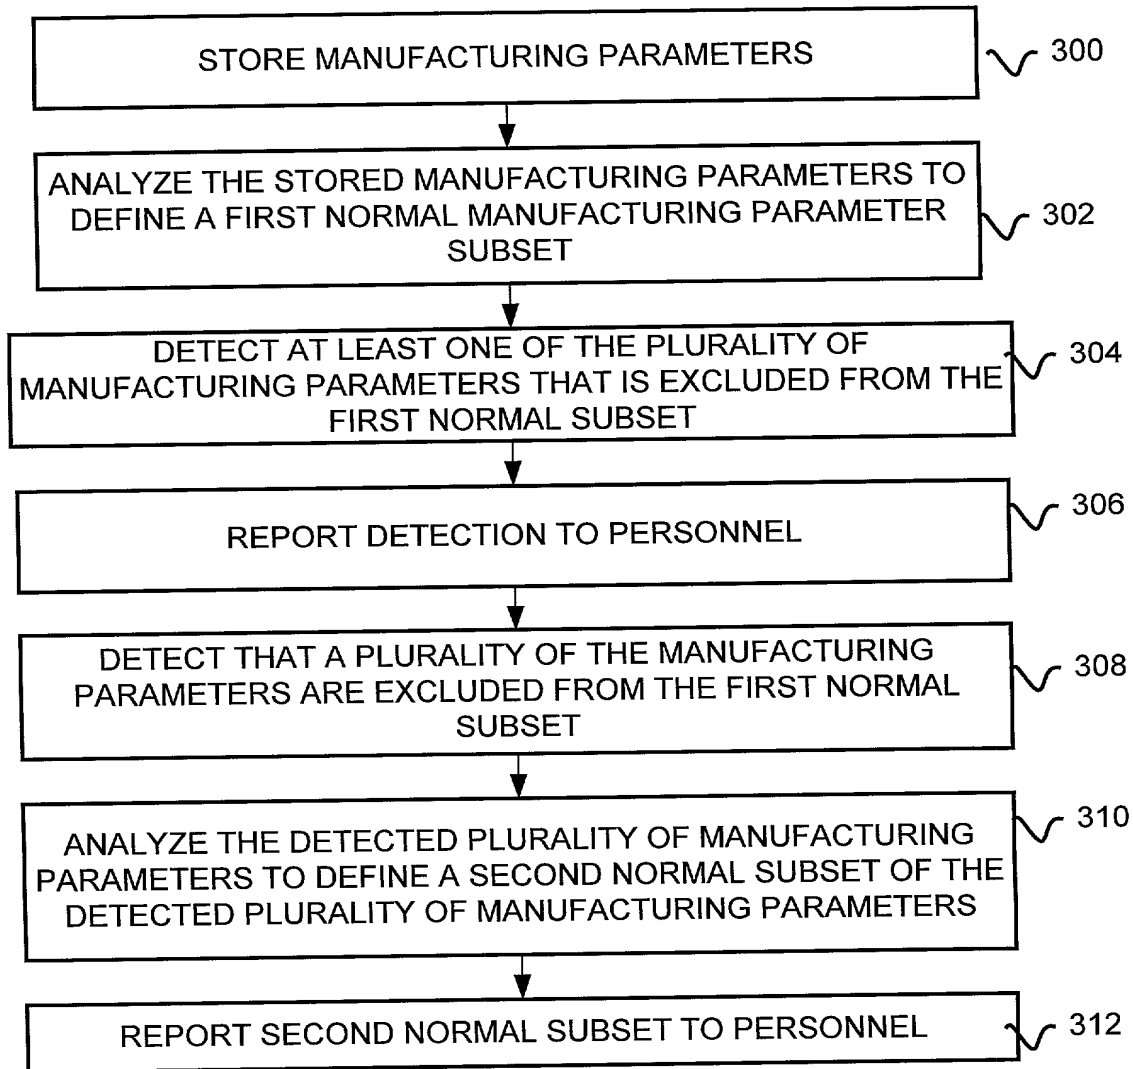 STORE MANUFACTURING PARAMETERS
300
ANALYZE THE STORED MANUFACTURING PARAMETERS TO
DEFINE A FIRST NORMAL MANUFACTURING PARAMETER
SUBSET
302
DETECT AT LEAST ONE OF THE PLURALITY OF
MANUFACTURING PARAMETERS THAT IS EXCLUDED FROM THE
FIRST NORMAL SUBSET
304
REPORT DETECTION TO PERSONNEL
306
DETECT THAT A PLURALITY OF THE MANUFACTURING
PARAMETERS ARE EXCLUDED FROM THE FIRST NORMAL
SUBSET
308
ANALYZE THE DETECTED PLURALITY OF MANUFACTURING
PARAMETERS TO DEFINE A SECOND NORMAL SUBSET OF THE
DETECTED PLURALITY OF MANUFACTURING PARAMETERS
310
REPORT SECOND NORMAL SUBSET TO PERSONNEL
312